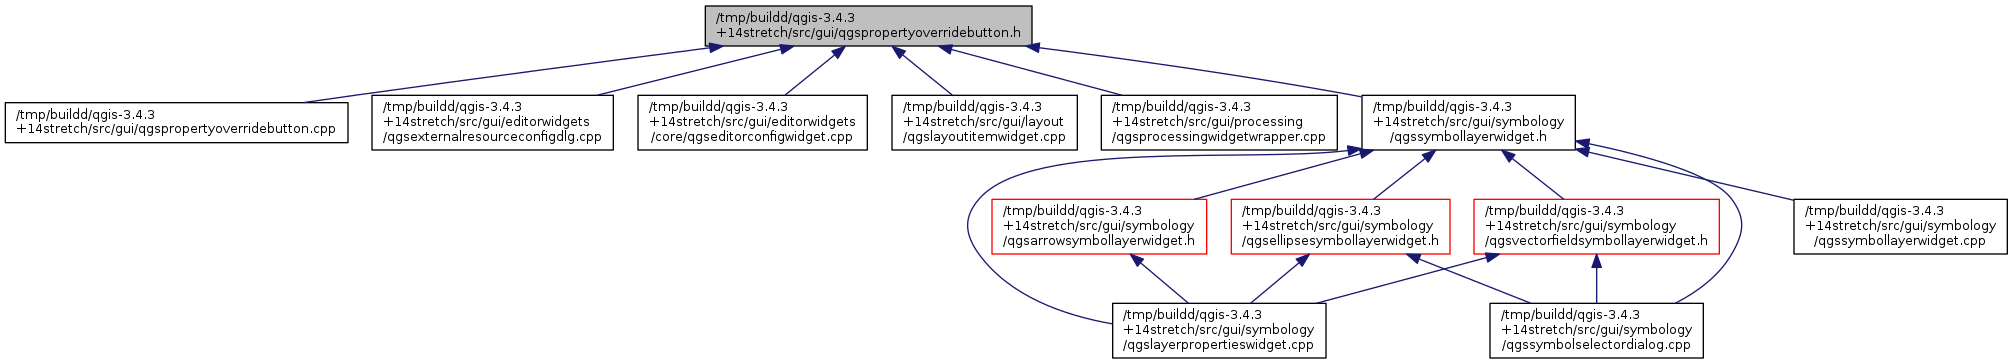 /tmp/buildd/qgis-3.4.3
+14stretch/src/gui/qgspropertyoverridebutton.h
/tmp/buildd/qgis-3.4.3
+14stretch/src/gui/qgspropertyoverridebutton.cpp
/tmp/buildd/qgis-3.4.3
+14stretch/src/gui/editorwidgets
/qgsexternalresourceconfigdlg.cpp
/tmp/buildd/qgis-3.4.3
+14stretch/src/gui/editorwidgets
/core/qgseditorconfigwidget.cpp
/tmp/buildd/qgis-3.4.3
+14stretch/src/gui/layout
/qgslayoutitemwidget.cpp
/tmp/buildd/qgis-3.4.3
+14stretch/src/gui/processing
/qgsprocessingwidgetwrapper.cpp
/tmp/buildd/qgis-3.4.3
+14stretch/src/gui/symbology
/qgssymbollayerwidget.h
/tmp/buildd/qgis-3.4.3
+14stretch/src/gui/symbology
/qgsarrowsymbollayerwidget.h
/tmp/buildd/qgis-3.4.3
+14stretch/src/gui/symbology
/qgsellipsesymbollayerwidget.h
/tmp/buildd/qgis-3.4.3
+14stretch/src/gui/symbology
/qgsvectorfieldsymbollayerwidget.h
/tmp/buildd/qgis-3.4.3
+14stretch/src/gui/symbology
/qgssymbollayerwidget.cpp
/tmp/buildd/qgis-3.4.3
+14stretch/src/gui/symbology
/qgslayerpropertieswidget.cpp
/tmp/buildd/qgis-3.4.3
+14stretch/src/gui/symbology
/qgssymbolselectordialog.cpp